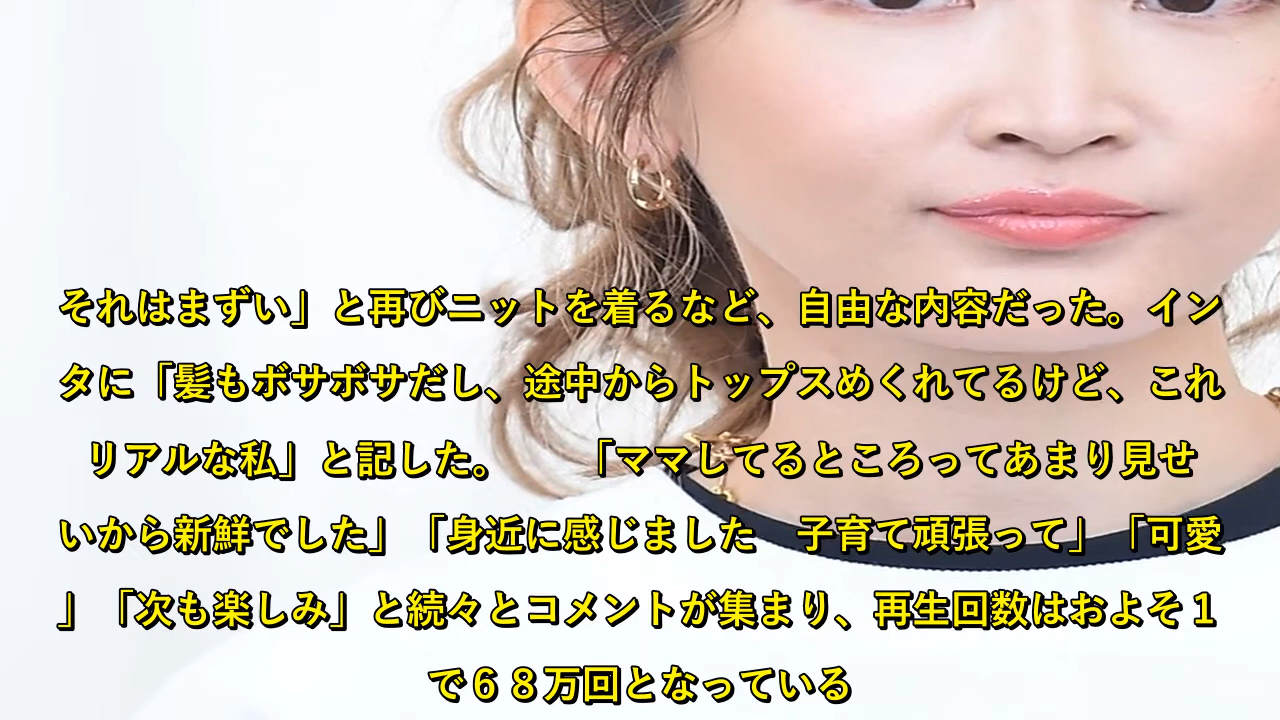 それはまずい」と再びニットを着るなど、自由な内容だった。イン
タに「髪もボサボサだし、途中からトップスめくれてるけど、これ
リアルな私」と記した。　　「ママしてるところってあまり見せ
いから新鮮でした」「身近に感じました　子育て頑張って」「可愛
」「次も楽しみ」と続々とコメントが集まり、再生回数はおよそ１
で６８万回となっている